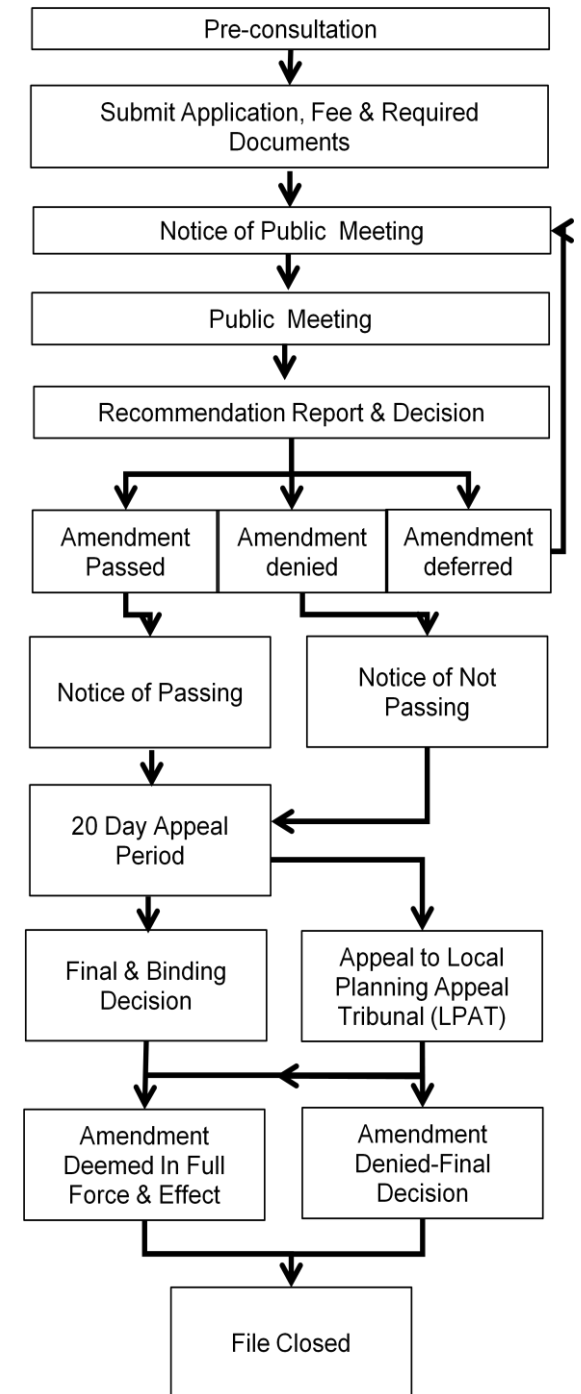 Pre-consultation
Submit Application, Fee & Required
Documents
Notice of Public Meeting
Public Meeting
Recommendation Report & Decision
Amendment
Passed
Amendment
denied
Amendment
deferred
Notice of Passing
Notice of Not
Passing
20 Day Appeal
Period
Final & Binding
Decision
Appeal to Local
Planning Appeal
Tribunal (LPAT)
Amendment
Deemed In Full
Force & Effect
Amendment
Denied-Final
Decision
File Closed